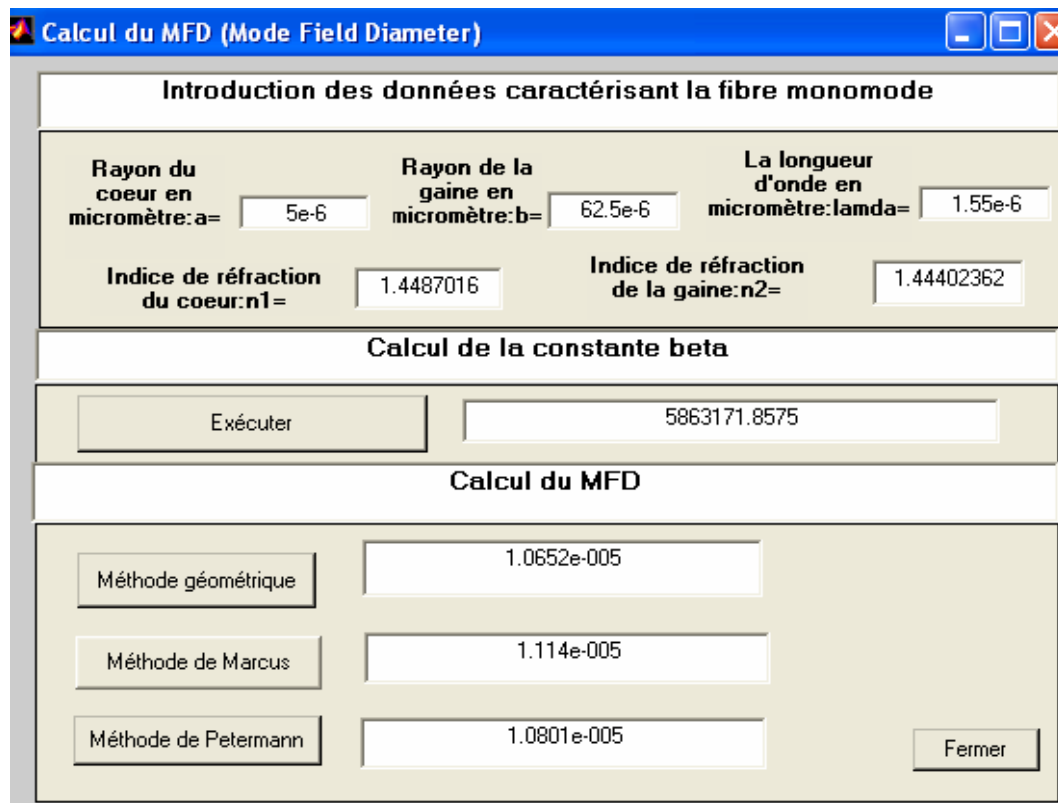 Calcul du MFD (Mode Field Diameter)
Introduction des données caractérisant la fibre monomode
Rayon du
coeur en
micromètre:a=
5e-6
Rayon de la
gaine en
micromètre:b=
62.5e-6
La longueur
d'onde en
micromètre:lamda=
1.55e-6
Indice de réfraction
du coeur:n1=
1.4487016
Indice de réfraction
de la gaine:n2=
1.44402362
Calcul de la constante beta
Exécuter
5863171.8575
Calcul du MFD
Méthode géométrique
1.0652e-005
Méthode de Marcus
1.114e-005
Méthode de Petermann
1.0801e-005
Fermer